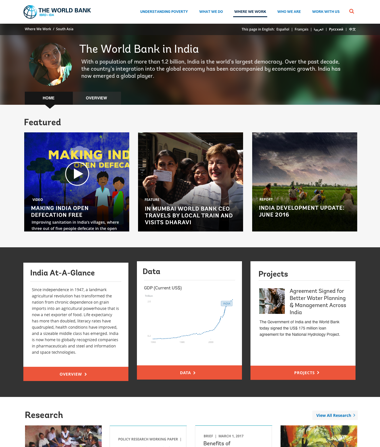 THE WORLD BANK
IBRD • IDA
UNDERSTANDING POVERTY
WHAT WE DO
WHERE WE WORK
WHO WE ARE
WORK WITH US
Where We Work / South Asia
This page in English Español | Français | عربي | Русский | 中文
The World Bank in India
With a population of more than 1.2 billion, India is the world's largest democracy. Over the past decade,
the country's integration into the global economy has been accompanied by economic growth. India has
now emerged a global player.
HOME
OVERVIEW
Featured
MAKING IND
OPEN
DEFECA
VIDEO
MAKING INDIA OPEN
DEFECATION FREE
Improving sanitation in India's villages, where
three out of five people defecate in the open
FEATURE
IN MUMBAI WORLD BANK CEO
TRAVELS BY LOCAL TRAIN AND
VISITS DHARAVI
REPORT
INDIA DEVELOPMENT UPDATE:
JUNE 2016
India At-A-Glance
Since independence in 1947, a landmark
agricultural revolution has transformed the
nation from chronic dependence on grain
imports into an agricultural powerhouse that is
now a net exporter of food. Life expectancy
has more than doubled, literacy rates have
quadrupled, health conditions have improved,
and a sizeable middle class has emerged. India
is now home to globally recognized companies
in pharmaceuticals and steel and information
and space technologies.
OVERVIEW
Data
GDP (Current US$)
DATA
Projects
Agreement Signed for
Better Water Planning
& Management Across
India
The Government of India and the World Bank
today signed the US$ 175 million loan
agreement for the National Hydrology Project.
PROJECTS
Research
View All Research
POLICY RESEARCH WORKING PAPER |
BRIEF | MARCH 1, 2017
Benefits of